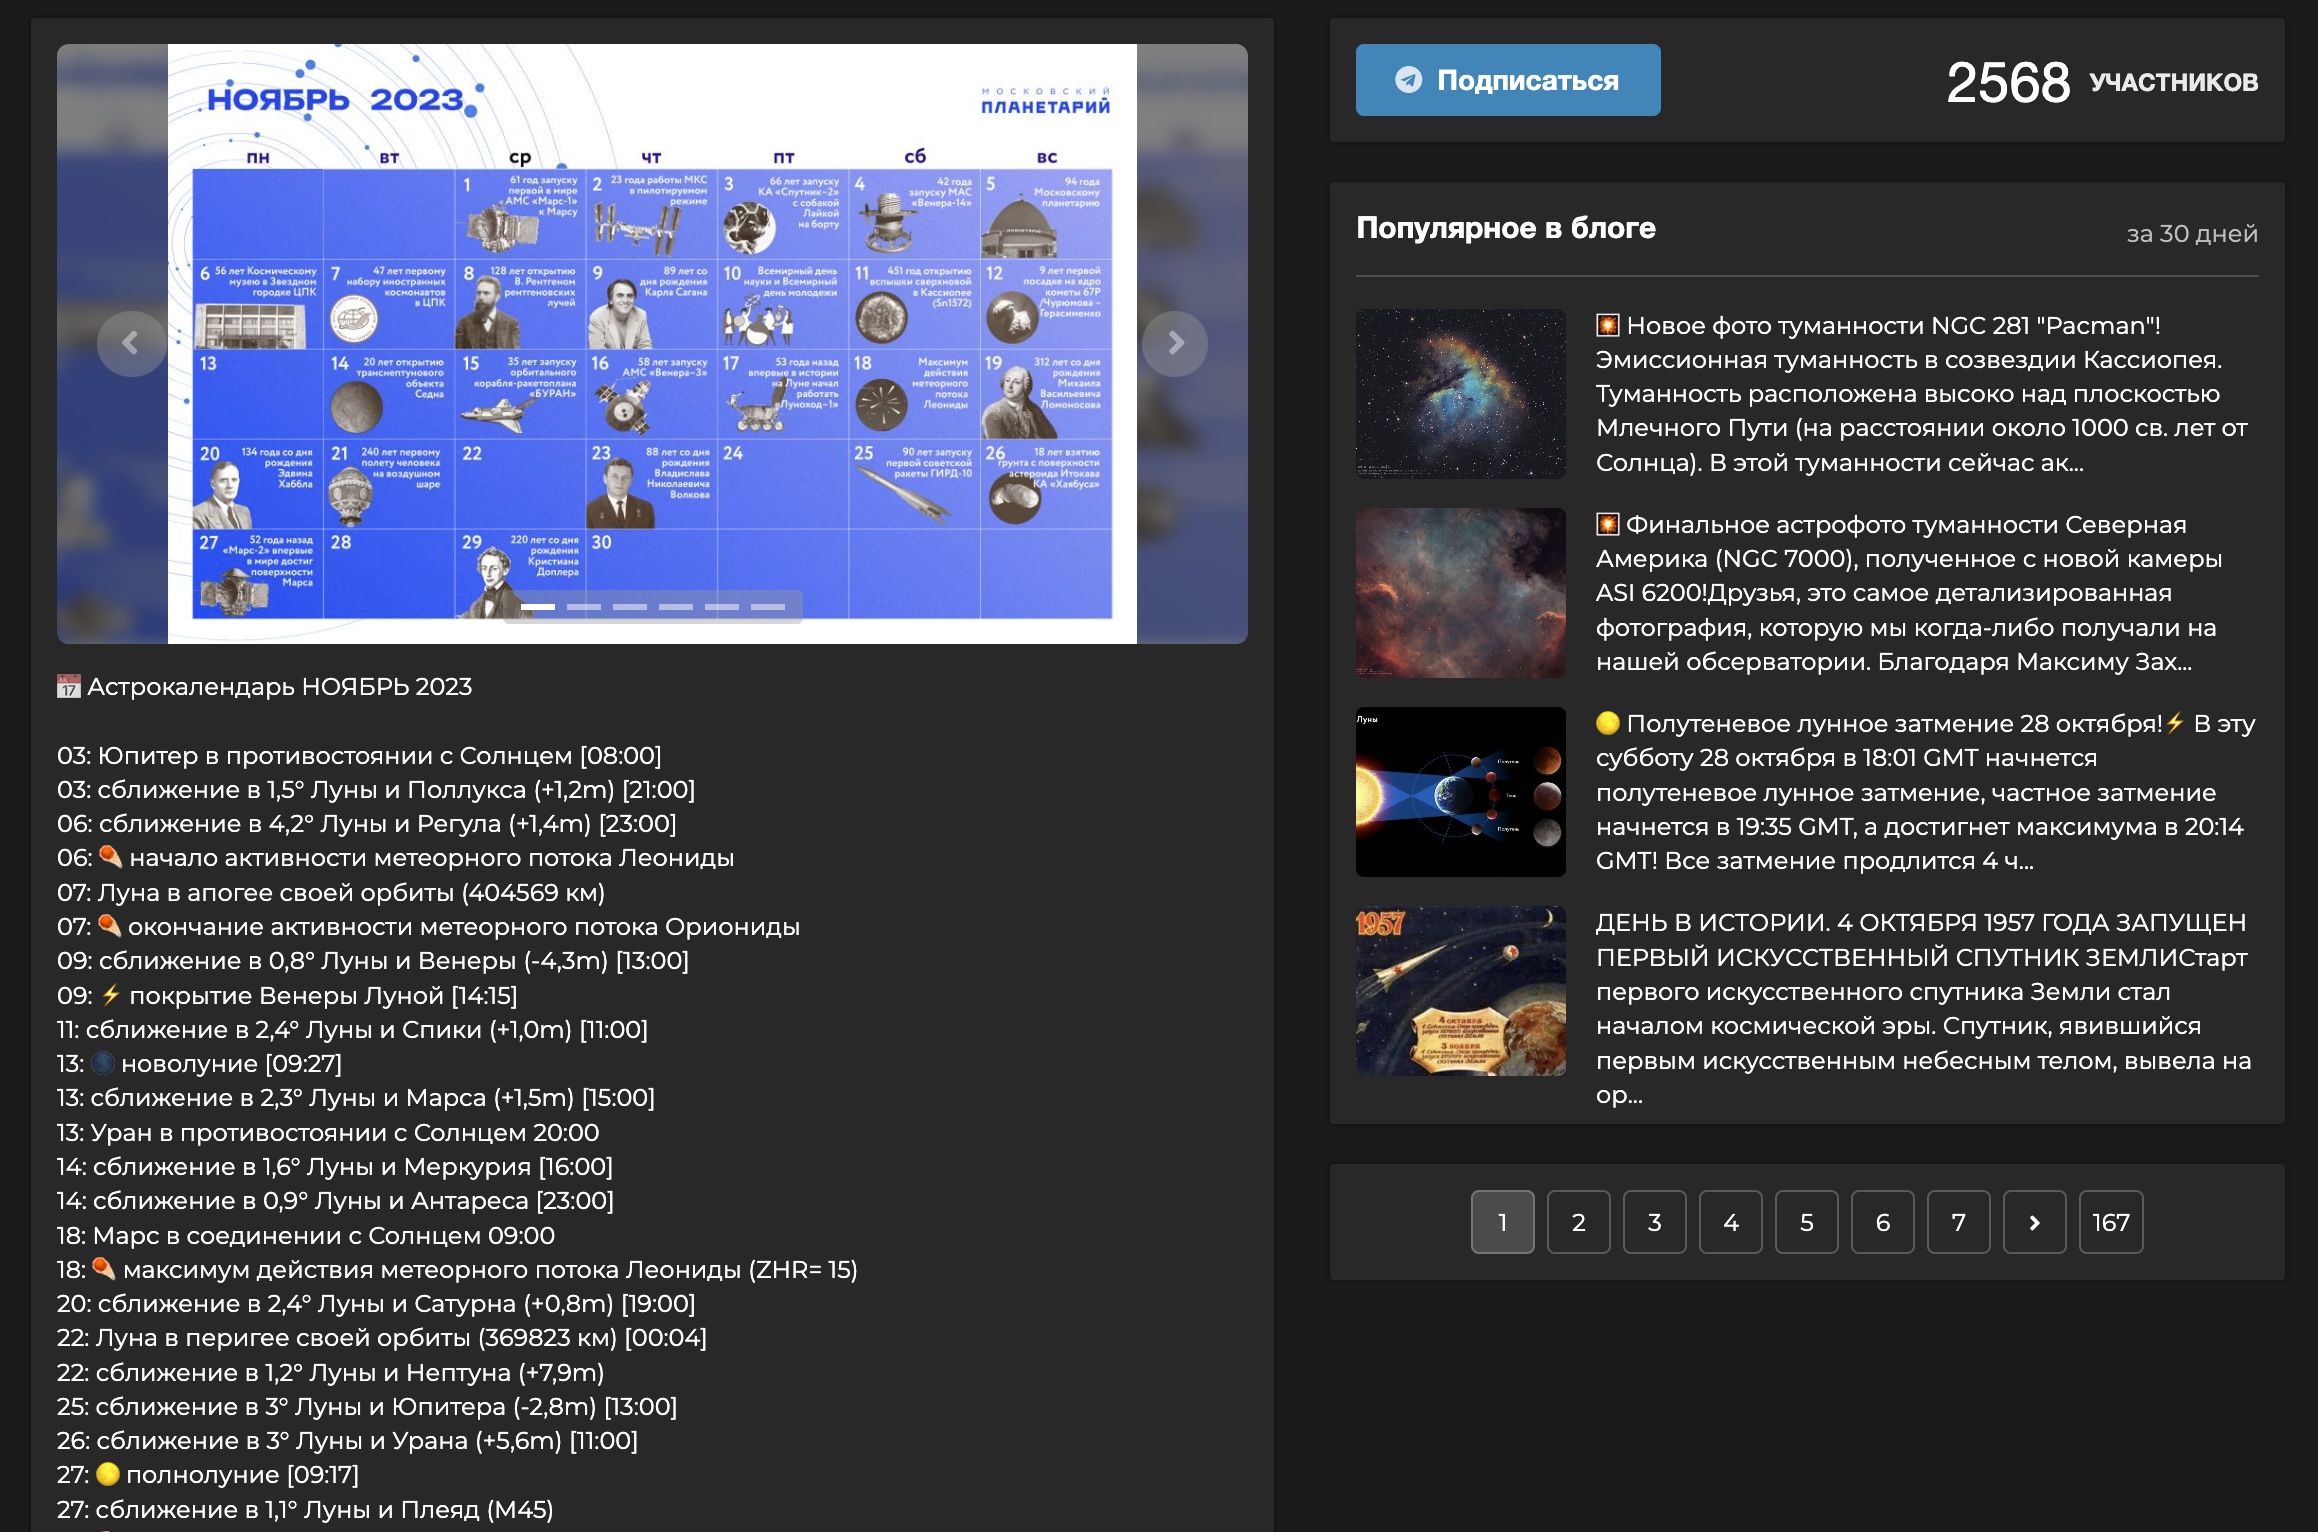 НОЯБРЬ 2023
МОСКОВСКИЙ
ПЛАНЕТАРИЙ
пн вт ср чт пт сб вс
1 61 год запуску
первой в мире
АМС «Марс-1»
к Марсу
2 23 года работы МКС
в пилотируемом
режиме
3 66 лет запуску
КА «Спутник-2»
с собакой
Лайкой
на борту
4 42 года
запуску МАС
«Венера-14»
5 94 года
Московскому
планетарию
ПЛАНЕТАРИЙ
6 56 лет Космическому
музею в Звездном
городке ЦПК
7 47 лет первому
набору иностранных
космонавтов
в ЦПК
8 128 лет открытию
В. Рентгеном
рентгеновских
лучей
9 89 лет со
дня рождения
Карла Сагана
10 Всемирный день
науки и Всемирный
день молодежи
11 451 год открытию
вспышки сверхновой
в Кассиопее
(Sn1572)
12 9 лет первой
посадке на ядро
кометы 67Р
/Чурюмова –
Герасименко
13
14 20 лет открытию
транснептунового
объекта
Седна
15 35 лет запуску
орбитального
корабля-ракетоплана
«БУРАН»
16 58 лет запуску
АМС «Венера-3»
17 53 года назад
впервые в истории
на Луне начал
работать
«Луноход-1»
18 Максимум
действия
метеорного
потока
Леониды
19 312 лет со дня
рождения
Михаила
Васильевича
Ломоносова
20 134 года со дня
рождения
Эдвина
Хаббла
21 240 лет первому
полету человека
на воздушном
шаре
22
23 88 лет со дня
рождения
Владислава
Николаевича
Волкова
24
25 90 лет запуску
первой советской
ракеты ГИРД-10
26 18 лет взятию
грунта с поверхности
астероида Итокава
КА «Хаябуса»
27 52 года назад
«Марс-2» впервые
в мире достиг
поверхности
Марса
28
29 220 лет со дня
рождения
Кристиана
Доплера
30
17 Астрокалендарь НОЯБРЬ 2023
03: Юпитер в противостоянии с Солнцем [08:00]
03: сближение в 1,5° Луны и Поллукса (+1,2m) [21:00]
06: сближение в 4,2° Луны и Регула (+1,4m) [23:00]
06: начало активности метеорного потока Леониды
07: Луна в апогее своей орбиты (404569 км)
07: окончание активности метеорного потока Ориониды
09: сближение в 0,8° Луны и Венеры (-4,3m) [13:00]
09: ⚡ покрытие Венеры Луной [14:15]
11: сближение в 2,4° Луны и Спики (+1,0m) [11:00]
13: новолуние [09:27]
13: сближение в 2,3° Луны и Марса (+1,5m) [15:00]
13: Уран в противостоянии с Солнцем 20:00
14: сближение в 1,6° Луны и Меркурия [16:00]
14: сближение в 0,9° Луны и Антареса [23:00]
18: Марс в соединении с Солнцем 09:00
18: максимум действия метеорного потока Леониды (ZHR= 15)
20: сближение в 2,4° Луны и Сатурна (+0,8m) [19:00]
22: Луна в перигее своей орбиты (369823 км) [00:04]
22: сближение в 1,2° Луны и Нептуна (+7,9m)
25: сближение в 3° Луны и Юпитера (-2,8m) [13:00]
26: сближение в 3° Луны и Урана (+5,6m) [11:00]
27: полнолуние [09:17]
27: сближение в 1,1° Луны и Плеяд (М45)
Подписаться
2568 УЧАСТНИКОВ
Популярное в блоге
за 30 дней
Новое фото туманности NGC 281 "Pacman"!
Эмиссионная туманность в созвездии Кассиопея.
Туманность расположена высоко над плоскостью
Млечного Пути (на расстоянии около 1000 св. лет от
Солнца). В этой туманности сейчас ак...
Финальное астрофото туманности Северная
Америка (NGC 7000), полученное с новой камеры
ASI 6200!Друзья, это самое детализированная
фотография, которую мы когда-либо получали на
нашей обсерватории. Благодаря Максиму Зах...
Луны
Полутень
Тень
Полутень
Полутеневое лунное затмение 28 октября!⚡ В эту
субботу 28 октября в 18:01 GMT начнется
полутеневое лунное затмение, частное затмение
начнется в 19:35 GMT, а достигнет максимума в 20:14
GMT! Все затмение продлится 4 ч...
1957
4 ОКТЯБРЯ
3 НОЯБРЯ
ДЕНЬ В ИСТОРИИ. 4 ОКТЯБРЯ 1957 ГОДА ЗАПУЩЕН
ПЕРВЫЙ ИСКУССТВЕННЫЙ СПУТНИК ЗЕМЛИСтарт
первого искусственного спутника Земли стал
началом космической эры. Спутник, явившийся
первым искусственным небесным телом, вывела на
ор...
1 2 3 4 5 6 7 167